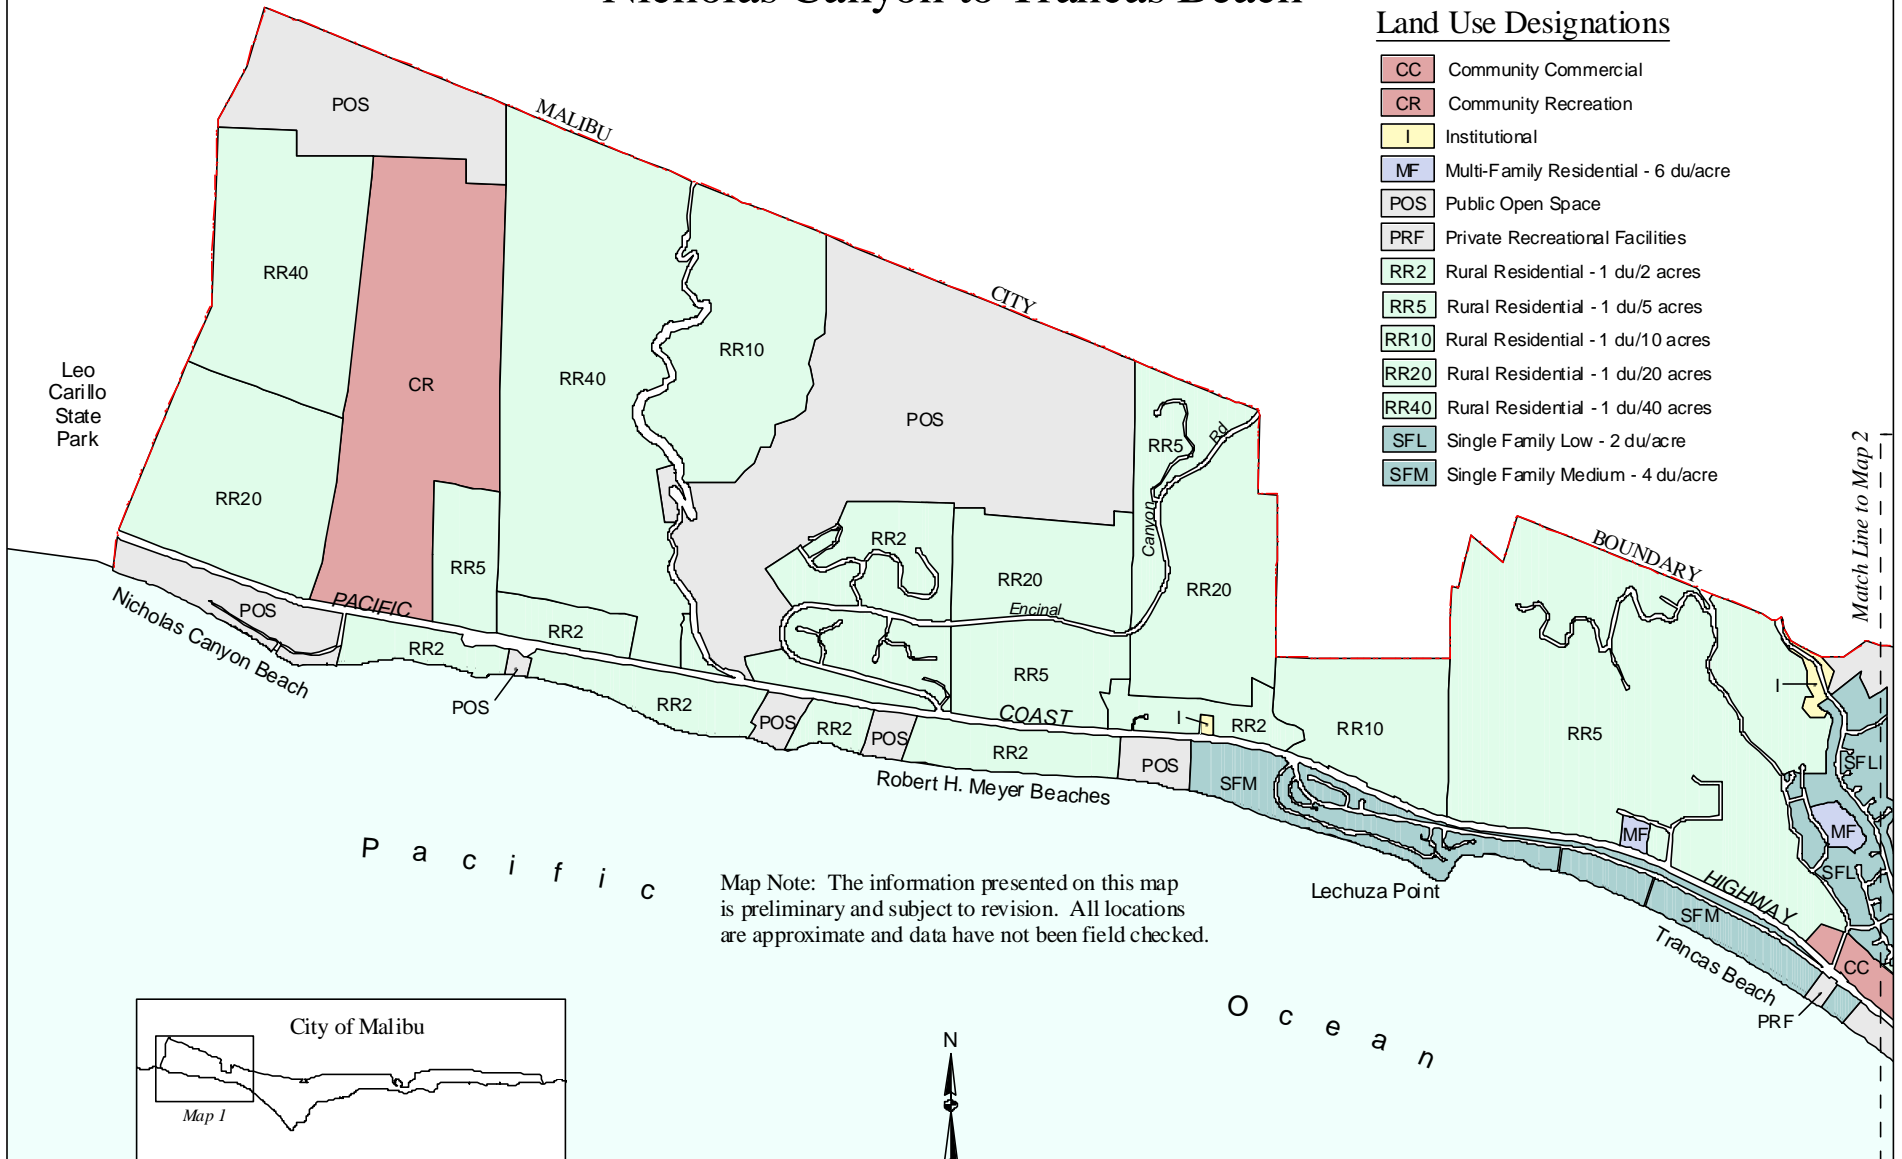 Nicholas Canyon to Trancas Beach
Land Use Designations
CC Community Commercial
CR Community Recreation
I Institutional
MF Multi-Family Residential - 6 du/acre
POS Public Open Space
PRF Private Recreational Facilities
RR2 Rural Residential - 1 du/2 acres
RR5 Rural Residential - 1 du/5 acres
RR10 Rural Residential - 1 du/10 acres
RR20 Rural Residential - 1 du/20 acres
RR40 Rural Residential - 1 du/40 acres
SFL Single Family Low - 2 du/acre
SFM Single Family Medium - 4 du/acre
Match Line to Map 2
MALIBU
CITY
BOUNDARY
POS
RR40
CR
RR40
RR10
POS
RR5
Rd
Canyon
Leo
Carillo
State
Park
RR20
RR5
RR2
RR20
Encinal
RR20
POS
PACIFIC
RR2
RR2
RR5
COAST
I
RR2
RR10
RR5
I
SFL
Nicholas Canyon Beach
POS
RR2
POS
RR2
POS
RR2
POS
SFM
MF
MF
SFL
Robert H. Meyer Beaches
Lechuza Point
HIGHWAY
SFM
Trancas Beach
CC
PRF
Pacific
Ocean
Map Note: The information presented on this map
is preliminary and subject to revision. All locations
are approximate and data have not been field checked.
City of Malibu
Map 1
N